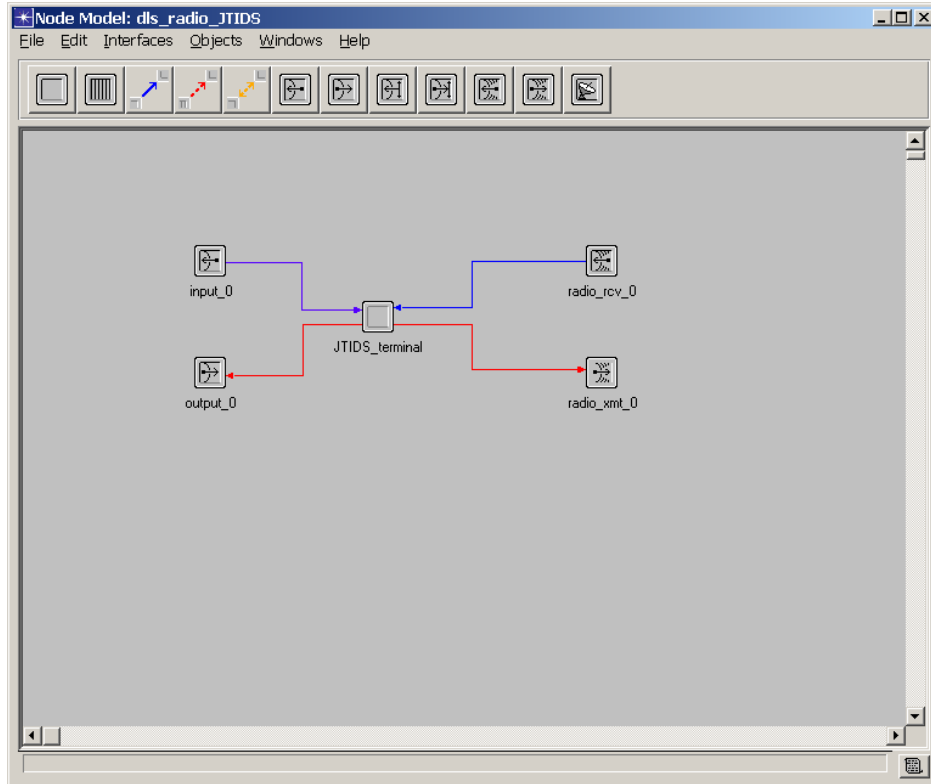 Node Model: dls_radio_JTIDS
File Edit Interfaces Objects Windows Help
input_0
radio_rcv_0
JTIDS_terminal
output_0
radio_xmt_0